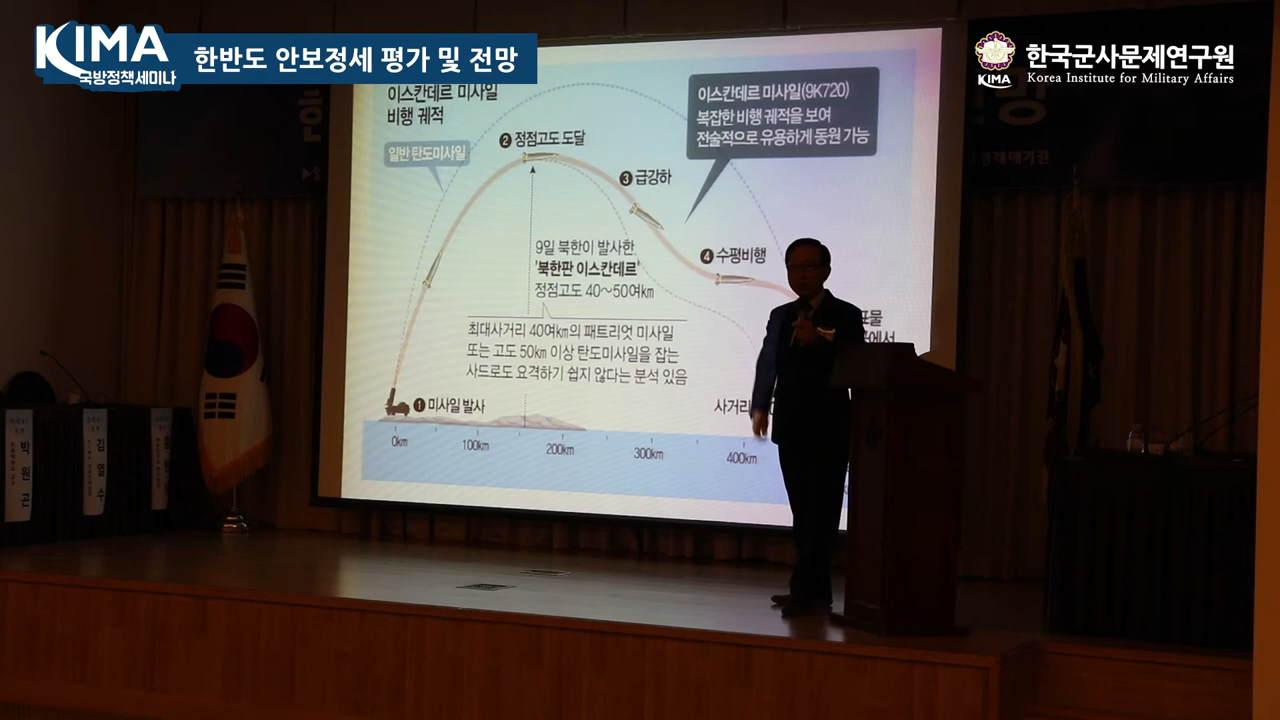 KIMA
국방정책세미나
한반도 안보정세 평가 및 전망
한국군사문제연구원
KIMA
Korea Institute for Military Affairs
이스칸데르 미사일
비행 궤적
일반 탄도미사일
❷ 정점고도 도달
이스칸데르 미사일(9K720)
복잡한 비행 궤적을 보여
전술적으로 유용하게 동원 가능
❸ 급강하
❹ 수평비행
9일 북한이 발사한
'북한판 이스칸데르'
정점고도 40~50여km
최대사거리 40여km의 패트리엇 미사일
또는 고도 50km 이상 탄도미사일을 잡는
사드로도 요격하기 쉽지 않다는 분석 있음
❶ 미사일 발사
사거리
0km
100km
200km
300km
400km
박원곤
김열수